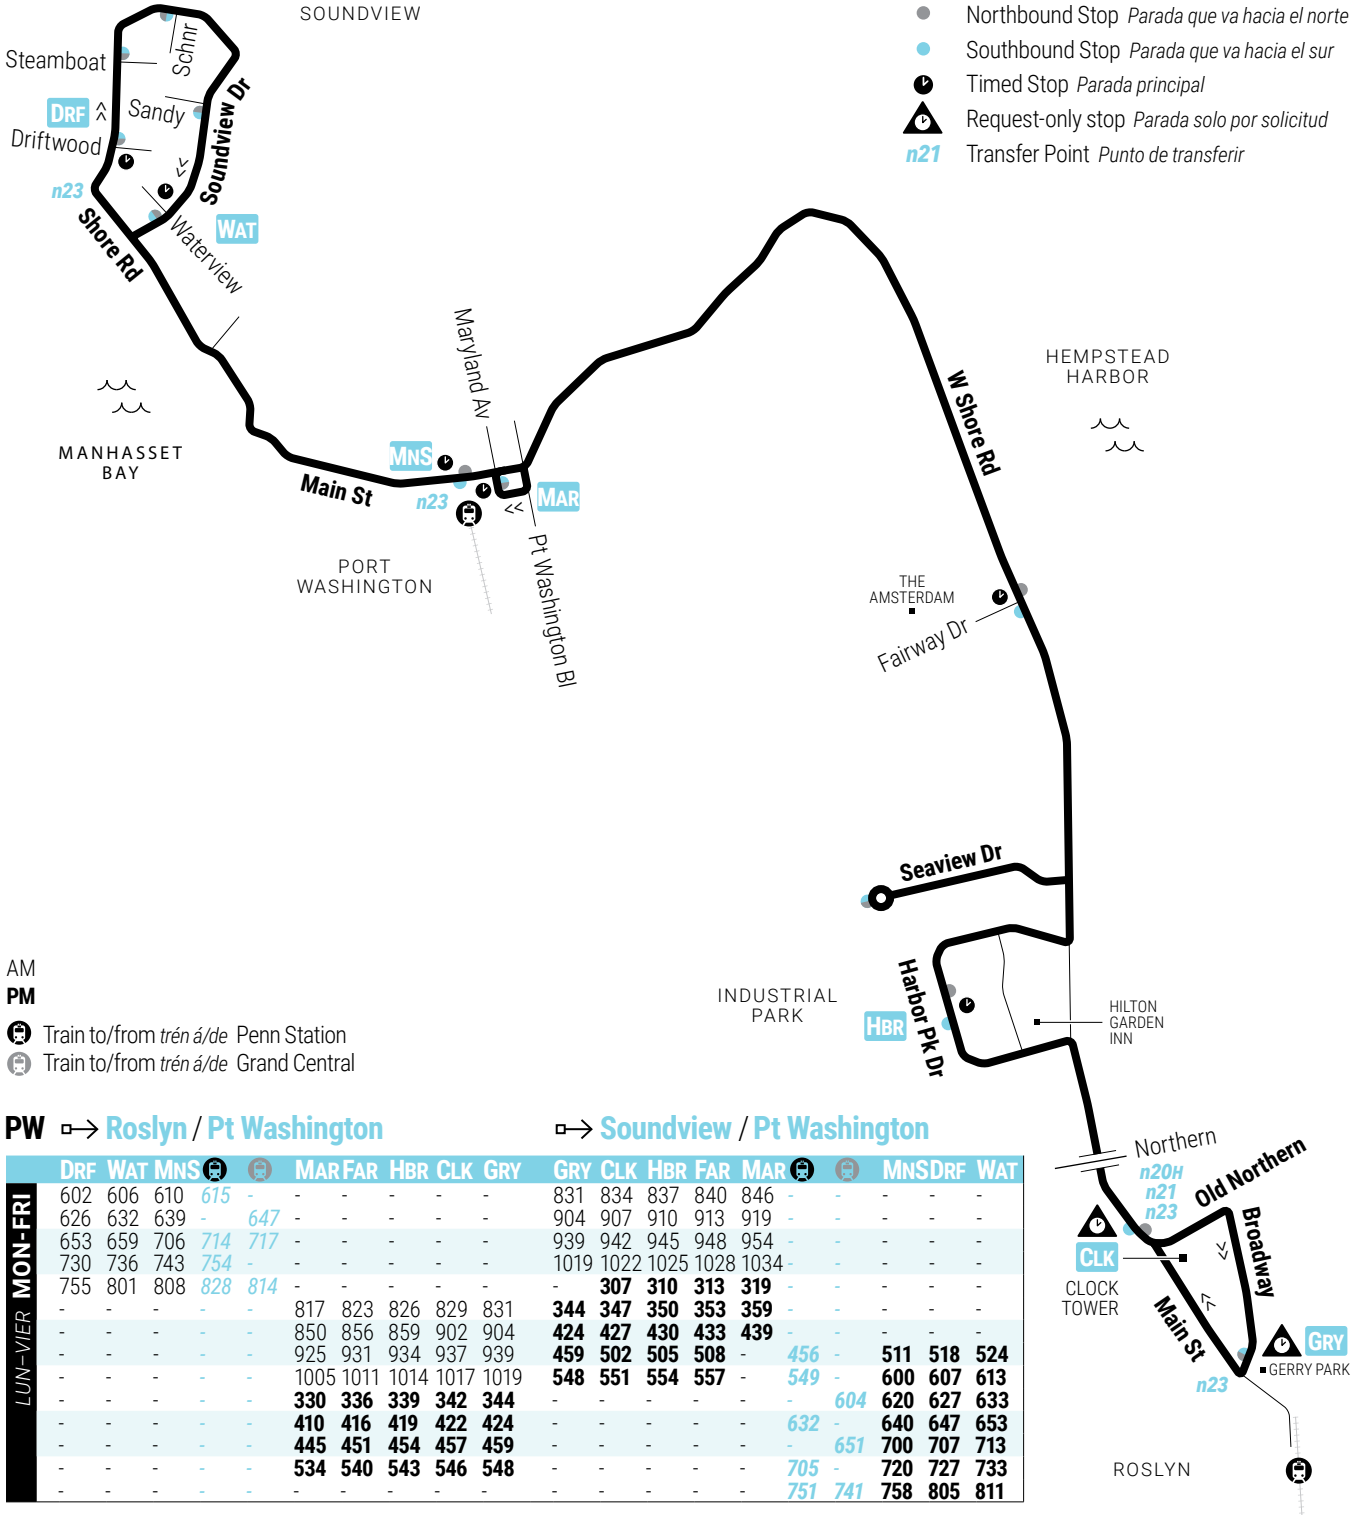 SOUNDVIEW
Northbound Stop Parada que va hacia el norte
Southbound Stop Parada que va hacia el sur
Timed Stop Parada principal
Request-only stop Parada solo por solicitud
n21 Transfer Point Punto de transferir
Schnr
Steamboat
DRF
Sandy
Driftwood
Soundview Dr
n23
Shore Rd
WAT
Waterview
Maryland Av
HEMPSTEAD
HARBOR
W Shore Rd
MANHASSET
BAY
MNS
Main St
n23
MAR
PORT
WASHINGTON
Pt Washington Bl
THE
AMSTERDAM
Fairway Dr
Seaview Dr
AM
PM
Train to/from trén á/de Penn Station
Train to/from trén á/de Grand Central
INDUSTRIAL
PARK
Harbor Pk Dr
HBR
HILTON
GARDEN
INN
Northern
n20H
n21
n23
Old Northern
Broadway
CLK
CLOCK
TOWER
Main St
GRY
GERRY PARK
n23
ROSLYN
PW Roslyn / Pt Washington Soundview / Pt Washington
DRF WAT MNS MAR FAR HBR CLK GRY GRY CLK HBR FAR MAR MNS DRF WAT
LUN–VIER MON-FRI
602 606 610 615 - - - - - - 831 834 837 840 846 - - - - -
626 632 639 - 647 - - - - - 904 907 910 913 919 - - - - -
653 659 706 714 717 - - - - - 939 942 945 948 954 - - - - -
730 736 743 754 - - - - - - 1019 1022 1025 1028 1034 - - - - -
755 801 808 828 814 - - - - - - 307 310 313 319 - - - - -
- - - - - 817 823 826 829 831 344 347 350 353 359 - - - - -
- - - - - 850 856 859 902 904 424 427 430 433 439 - - - - -
- - - - - 925 931 934 937 939 459 502 505 508 - 456 - 511 518 524
- - - - - 1005 1011 1014 1017 1019 548 551 554 557 - 549 - 600 607 613
- - - - - 330 336 339 342 344 - - - - - - 604 620 627 633
- - - - - 410 416 419 422 424 - - - - - 632 - 640 647 653
- - - - - 445 451 454 457 459 - - - - - - 651 700 707 713
- - - - - 534 540 543 546 548 - - - - - 705 - 720 727 733
- - - - - - - - - - - - - - - 751 741 758 805 811